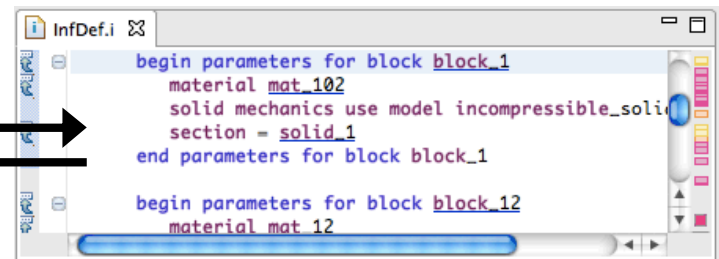 InfDef.i
begin parameters for block block_1
material mat_102
solid mechanics use model incompressible_soli
section = solid_1
end parameters for block block_1
begin parameters for block block_12
material mat_12